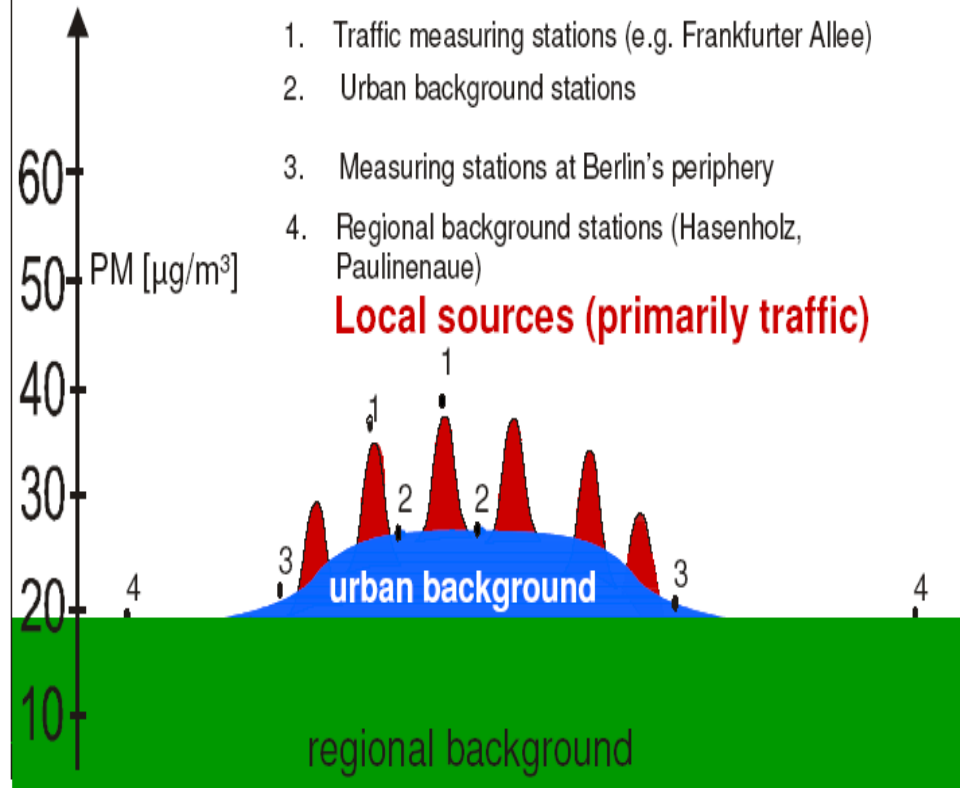 1. Traffic measuring stations (e.g. Frankfurter Allee)
2. Urban background stations
3. Measuring stations at Berlin's periphery
4. Regional background stations (Hasenholz,
Paulinenaue)
Local sources (primarily traffic)
PM [µg/m³]
60
50
40
30
20
10
1
1
2
2
3
3
4
4
urban background
regional background